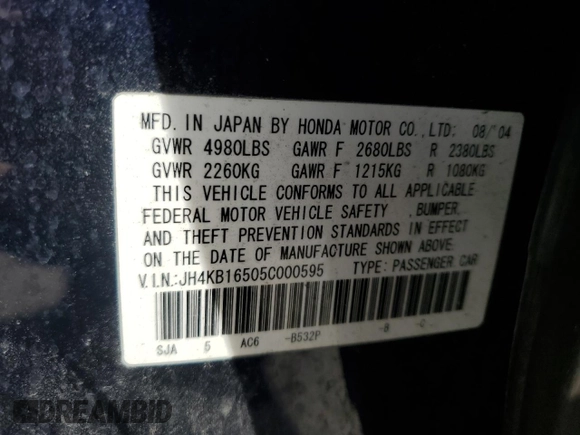 MFD. IN JAPAN BY HONDA MOTOR CO., LTD: 08/'04
GVWR 4980LBS GAWR F 2680LBS R 2380LBS
GVWR 2260KG GAWR F 1215KG R 1080KG
THIS VEHICLE CONFORMS TO ALL APPLICABLE
FEDERAL MOTOR VEHICLE SAFETY , BUMPER,
AND THEFT PREVENTION STANDARDS IN EFFECT
ON THE DATE OF MANUFACTURE SHOWN ABOVE.
V.I.N.:JH4KB16505C000595 TYPE: PASSENGER CAR
SJA 5 AC6 -B532P -8 -C
BREAMBID